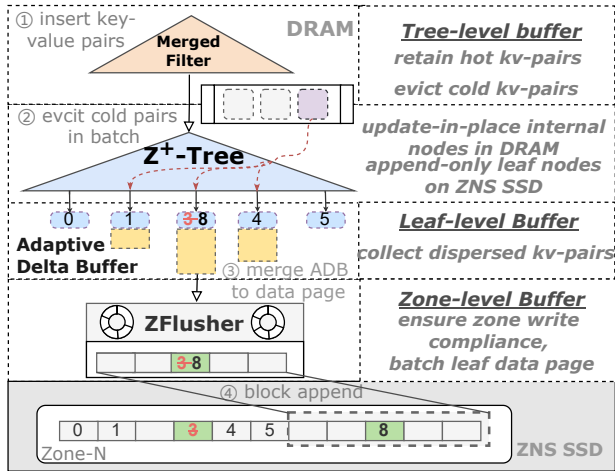 ① insert key-
value pairs
DRAM
Merged
Filter
Tree-level buffer
retain hot kv-pairs
evict cold kv-pairs
② evcit cold pairs
in batch
Z+-Tree
update-in-place internal
nodes in DRAM
append-only leaf nodes
on ZNS SSD
0 1 3 8 4 5
Adaptive
Delta Buffer
Leaf-level Buffer
collect dispersed kv-pairs
③ merge ADB
to data page
ZFlusher
3 8
Zone-level Buffer
ensure zone write
compliance,
batch leaf data page
④ block append
0 1 3 4 5 8
Zone-N
ZNS SSD